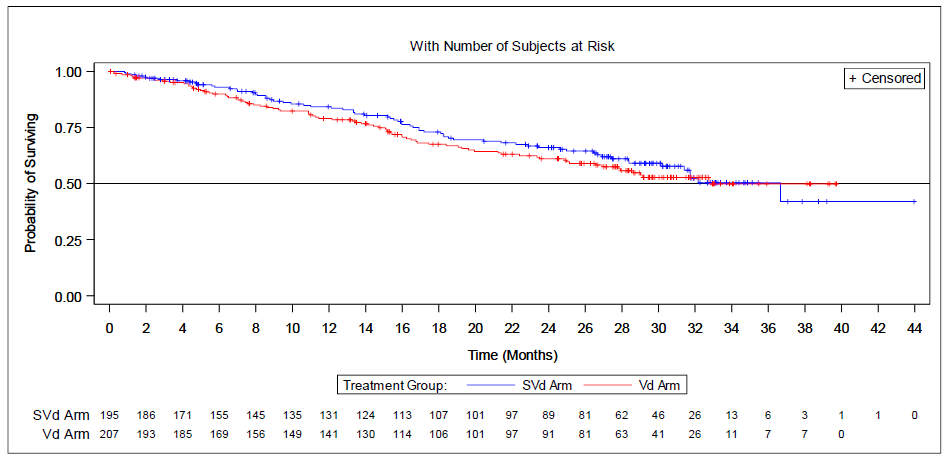 With Number of Subjects at Risk
+ Censored
1.00
0.75
0.50
0.25
0.00
Probability of Surviving
0 2 4 6 8 10 12 14 16 18 20 22 24 26 28 30 32 34 36 38 40 42 44
Time (Months)
Treatment Group: SVd Arm Vd Arm
SVd Arm 195 186 171 155 145 135 131 124 113 107 101 97 89 81 62 46 26 13 6 3 1 1 0
Vd Arm 207 193 185 169 156 149 141 130 114 106 101 97 91 81 63 41 26 11 7 7 0